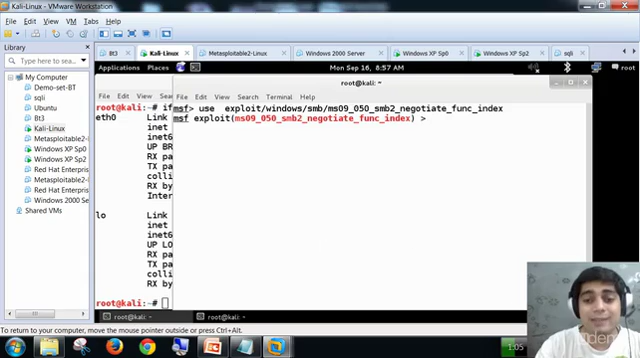 Kali-Linux - VMware Workstation
File Edit View VM Tabs Help
Library
Type here to se...
My Computer
Demo-set-BT
sqli
Ubuntu
Bt3
Kali-Linux
Metasploitable2-
Windows XP Sp0
Windows XP Sp2
Red Hat Enterpris
Metasploitable2-L
Red Hat Enterpris
Windows 2000 Ser
Shared VMs
Bt3 Kali-Linux Metasploitable2-Linux Windows 2000 Server Windows XP Sp0 Windows XP Sp2 sqli
Applications Places Mon Sep 16, 8:57 AM root
root@kali: ~
File Edit View Search Terminal Help
File Edit
msf> use exploit/windows/smb/ms09_050_smb2_negotiate_func_index
msf exploit(ms09_050_smb2_negotiate_func_index) >
root@kali:~# if
eth0 Link
inet
inet6
UP BR
RX pa
TX pa
colli
RX by
Inter
lo Link
inet
inet6
UP LO
RX pa
TX pa
colli
RX by
root@kali:~#
root@kali: ~ root@kali: ~
To return to your computer, move the mouse pointer outside or press Ctrl+Alt.
1:05